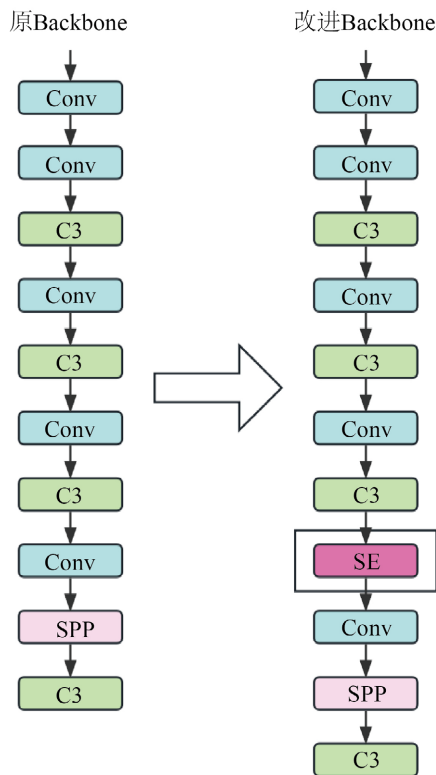 原Backbone
Conv
Conv
C3
Conv
C3
Conv
C3
Conv
SPP
C3
改进Backbone
Conv
Conv
C3
Conv
C3
Conv
C3
SE
Conv
SPP
C3